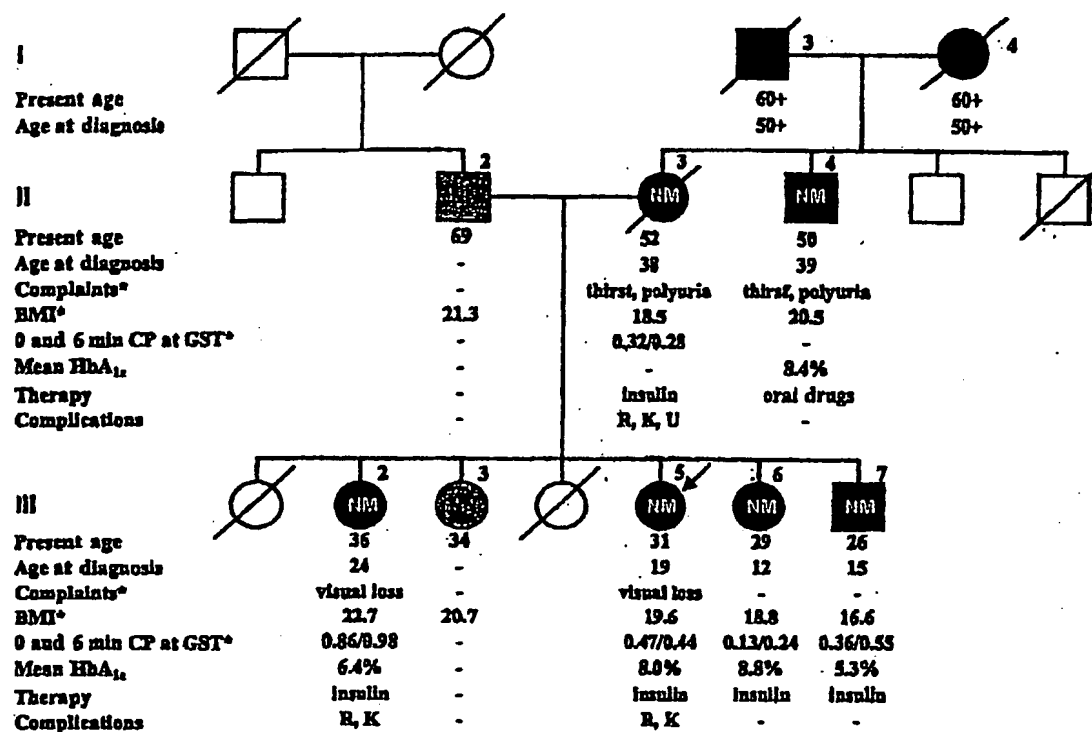 I
3
4
Present age 60+ 60+
Age at diagnosis 50+ 50+
II
2
3
4
NM NM
Present age 69 52 50
Age at diagnosis - 38 39
Complaints* - thirst, polyuria thirst, polyuria
BMI* 21.3 18.5 20.5
0 and 6 min CP at GST* - 0.32/0.28 -
Mean HbA1c - - 8.4%
Therapy - insulin oral drugs
Complications - R, K, U -
III
2
3
5
6
7
NM NM NM NM
Present age 36 34 31 29 26
Age at diagnosis 24 - 19 12 15
Complaints* visual loss - visual loss - -
BMI* 22.7 20.7 19.6 18.8 16.6
0 and 6 min CP at GST* 0.86/0.98 - 0.47/0.44 0.13/0.24 0.36/0.55
Mean HbA1c 6.4% - 8.0% 8.8% 5.3%
Therapy insulin - insulin insulin insulin
Complications R, K - R, K - -